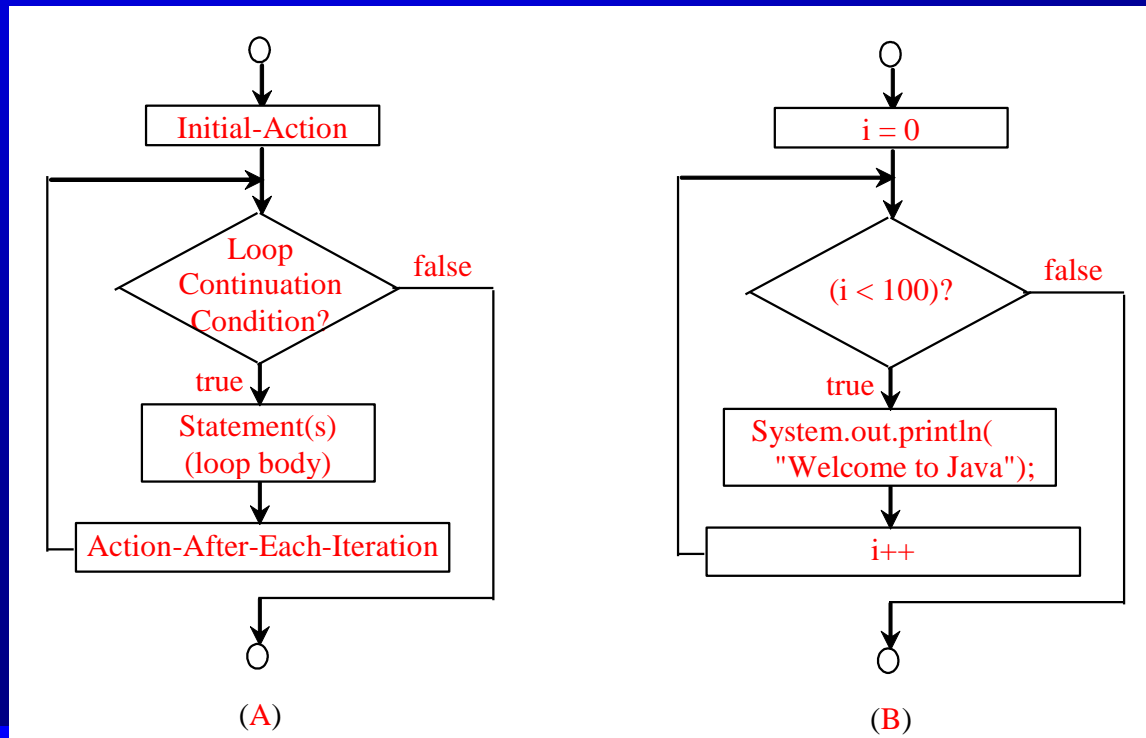 Initial-Action
Loop
Continuation
Condition?
false
true
Statement(s)
(loop body)
Action-After-Each-Iteration
(A)
i = 0
(i < 100)?
false
true
System.out.println(
"Welcome to Java");
i++
(B)